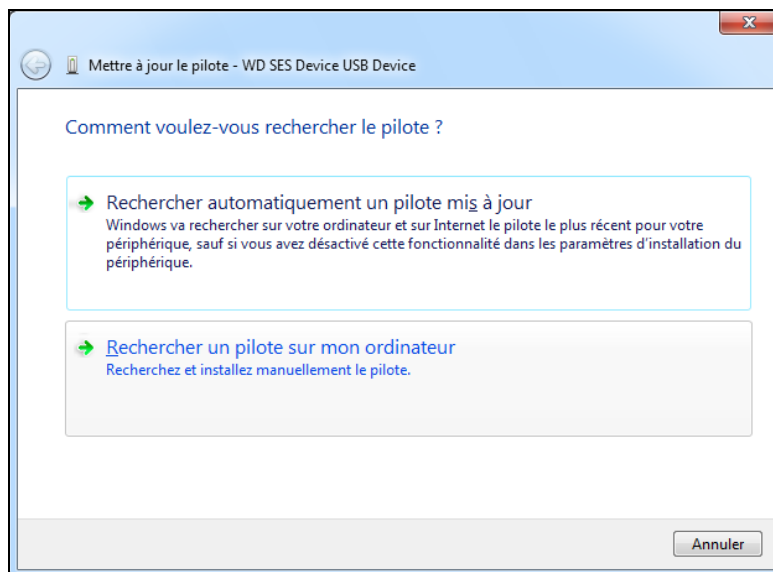 Mettre à jour le pilote - WD SES Device USB Device
Comment voulez-vous rechercher le pilote ?
Rechercher automatiquement un pilote mis à jour
Windows va rechercher sur votre ordinateur et sur Internet le pilote le plus récent pour votre
périphérique, sauf si vous avez désactivé cette fonctionnalité dans les paramètres d'installation du
périphérique.
Rechercher un pilote sur mon ordinateur
Recherchez et installez manuellement le pilote.
Annuler